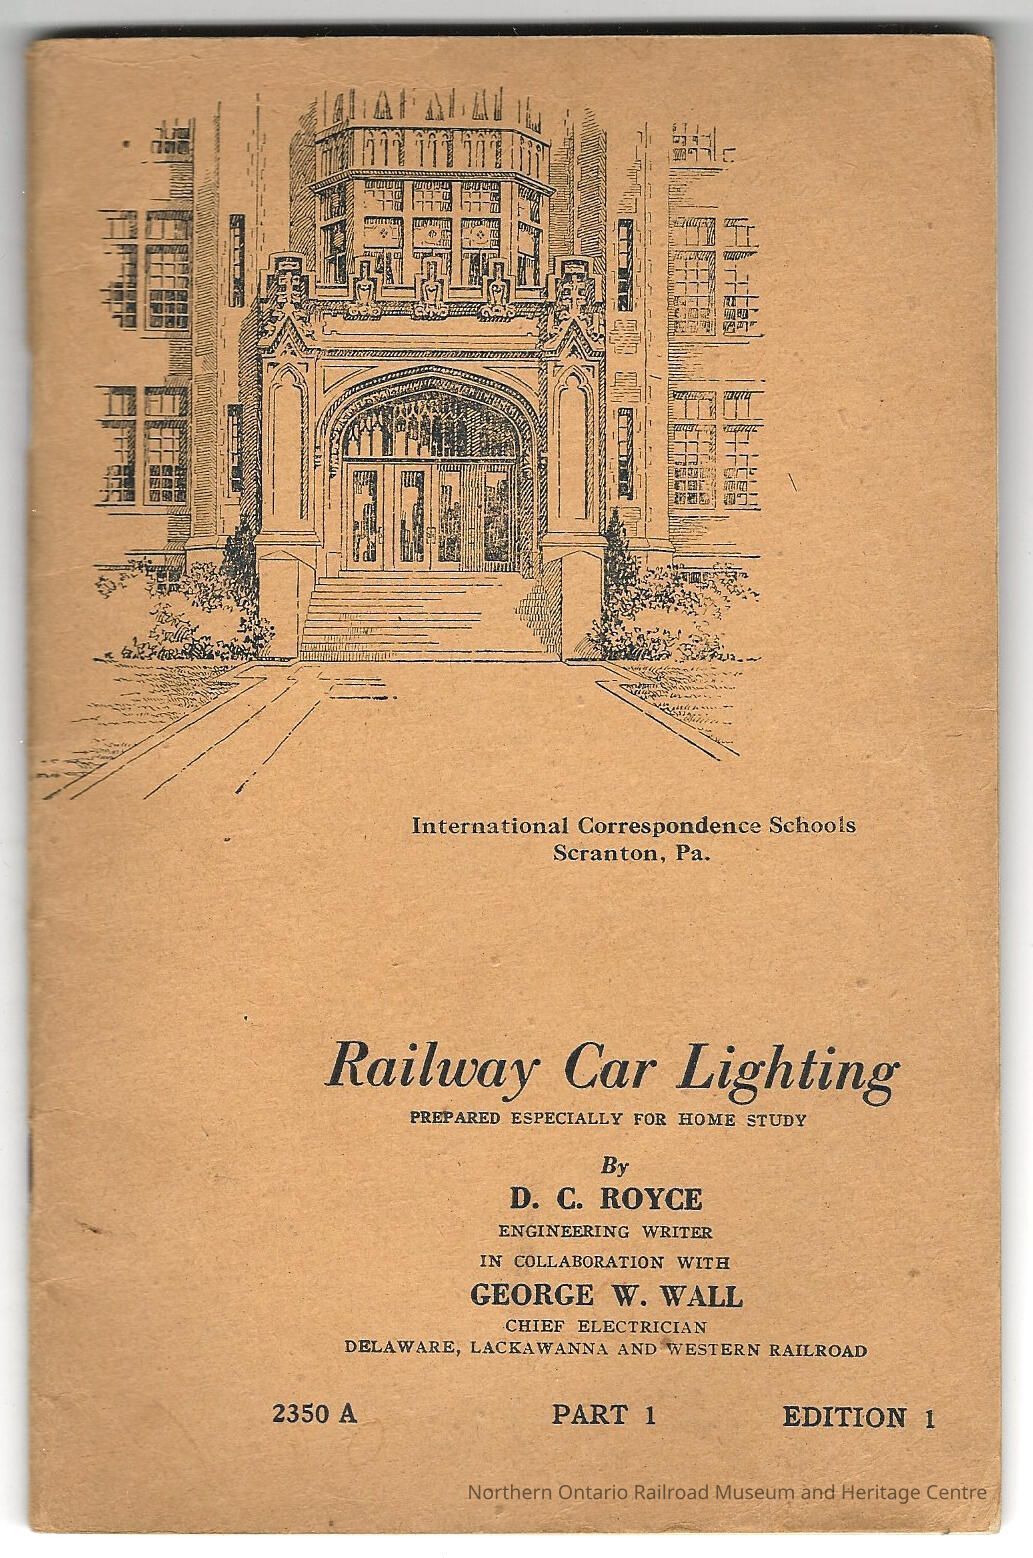 International Correspondence Schools
Scranton, Pa.
Railway Car Lighting
PREPARED ESPECIALLY FOR HOME STUDY
By
D. C. ROYCE
ENGINEERING WRITER
IN COLLABORATION WITH
GEORGE W. WALL
CHIEF ELECTRICIAN
DELAWARE, LACKAWANNA AND WESTERN RAILROAD
2350 A PART 1 EDITION 1
Northern Ontario Railroad Museum and Heritage Centre